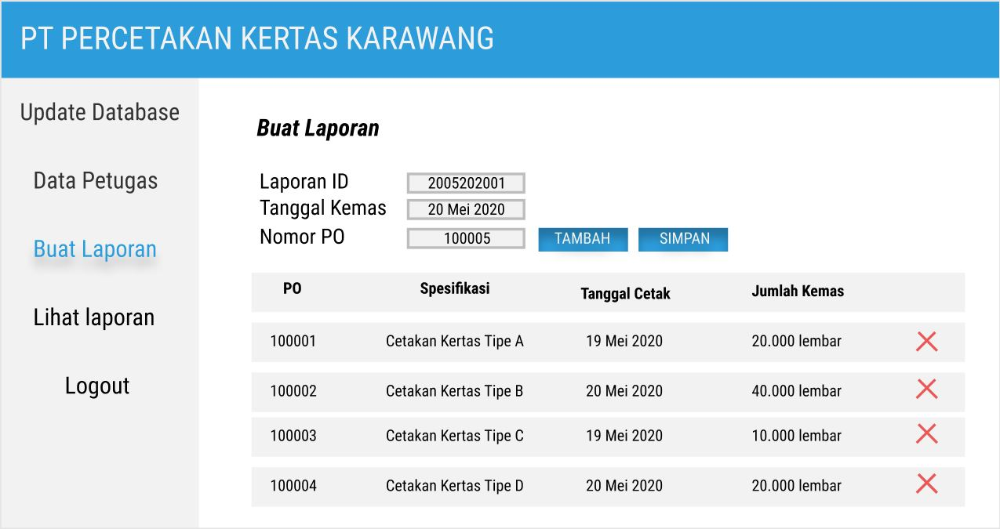 PT PERCETAKAN KERTAS KARAWANG
Update Database
Data Petugas
Buat Laporan
Lihat laporan
Logout
Buat Laporan
Laporan ID 2005202001
Tanggal Kemas 20 Mei 2020
Nomor PO 100005 TAMBAH SIMPAN
PO Spesifikasi Tanggal Cetak Jumlah Kemas
100001 Cetakan Kertas Tipe A 19 Mei 2020 20.000 lembar
100002 Cetakan Kertas Tipe B 20 Mei 2020 40.000 lembar
100003 Cetakan Kertas Tipe C 19 Mei 2020 10.000 lembar
100004 Cetakan Kertas Tipe D 20 Mei 2020 20.000 lembar